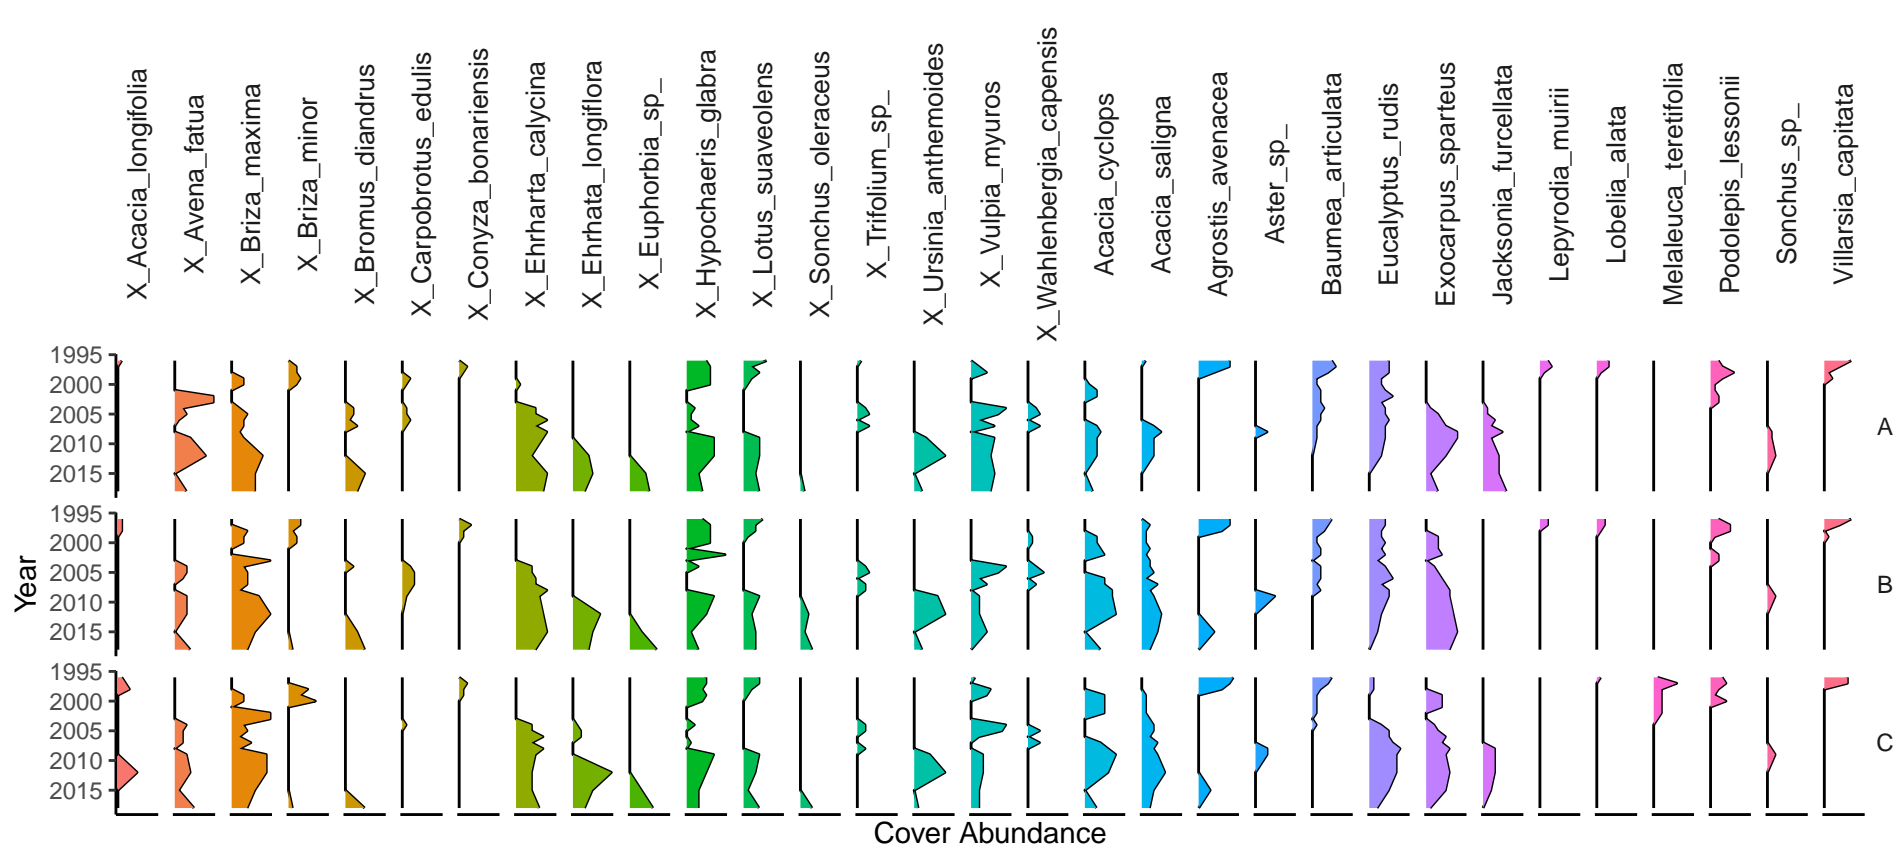 X_Acacia_longifolia
X_Avena_fatua
X_Briza_maxima
X_Briza_minor
X_Bromus_diandrus
X_Carpobrotus_edulis
X_Conyza_bonariensis
X_Ehrharta_calycina
X_Ehrhata_longiflora
X_Euphorbia_sp_
X_Hypochaeris_glabra
X_Lotus_suaveolens
X_Sonchus_oleraceus
X_Trifolium_sp_
X_Ursinia_anthemoides
X_Vulpia_myuros
X_Wahlenbergia_capensis
Acacia_cyclops
Acacia_saligna
Agrostis_avenacea
Aster_sp_
Baumea_articulata
Eucalyptus_rudis
Exocarpus_sparteus
Jacksonia_furcellata
Lepyrodia_muirii
Lobelia_alata
Melaleuca_teretifolia
Podolepis_lessonii
Sonchus_sp_
Villarsia_capitata
1995
2000
2005
2010
2015
A
1995
2000
2005
2010
2015
B
1995
2000
2005
2010
2015
C
Year
Cover Abundance